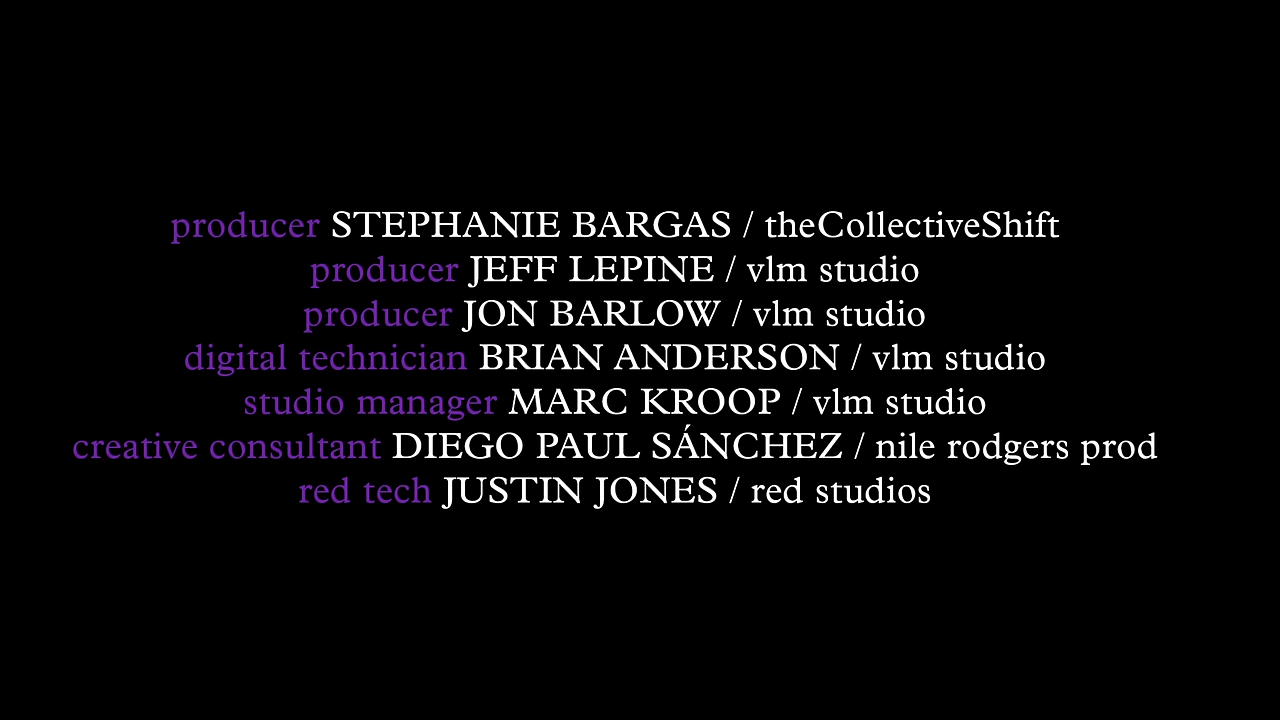 producer STEPHANIE BARGAS / theCollectiveShift
producer JEFF LEPINE / vlm studio
producer JON BARLOW / vlm studio
digital technician BRIAN ANDERSON / vlm studio
studio manager MARC KROOP / vlm studio
creative consultant DIEGO PAUL SÁNCHEZ / nile rodgers prod
red tech JUSTIN JONES / red studios